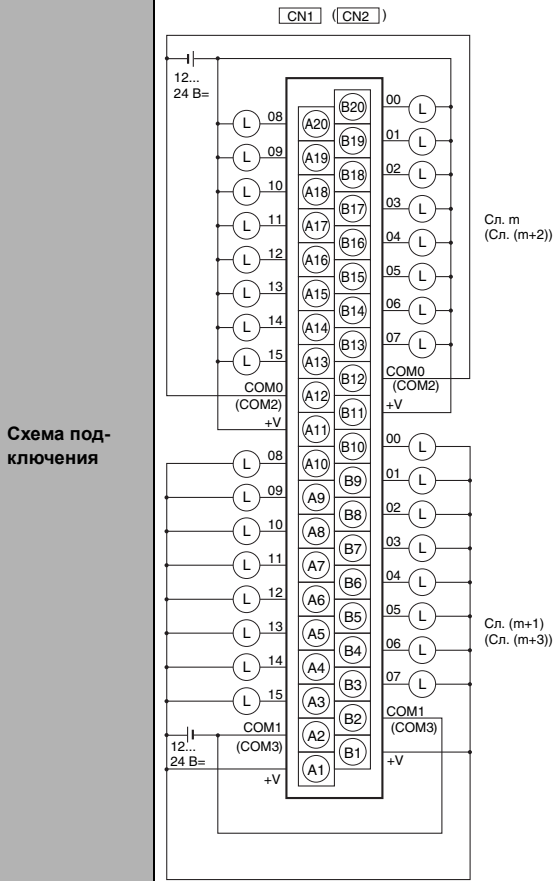 CN1 (CN2)
12...
24 В=
08
09
10
11
12
13
14
15
COM0
(COM2)
+V
L
L
L
L
L
L
L
L
A20
A19
A18
A17
A16
A15
A14
A13
A12
A11
B20
B19
B18
B17
B16
B15
B14
B13
B12
B11
00
01
02
03
04
05
06
07
COM0
(COM2)
+V
L
L
L
L
L
L
L
L
Сл. m
(Сл. (m+2))
Схема под-
ключения
08
09
10
11
12
13
14
15
COM1
(COM3)
+V
12...
24 В=
L
L
L
L
L
L
L
L
A10
A9
A8
A7
A6
A5
A4
A3
A2
A1
B10
B9
B8
B7
B6
B5
B4
B3
B2
B1
00
01
02
03
04
05
06
07
COM1
(COM3)
+V
L
L
L
L
L
L
L
L
Сл. (m+1)
(Сл. (m+3))